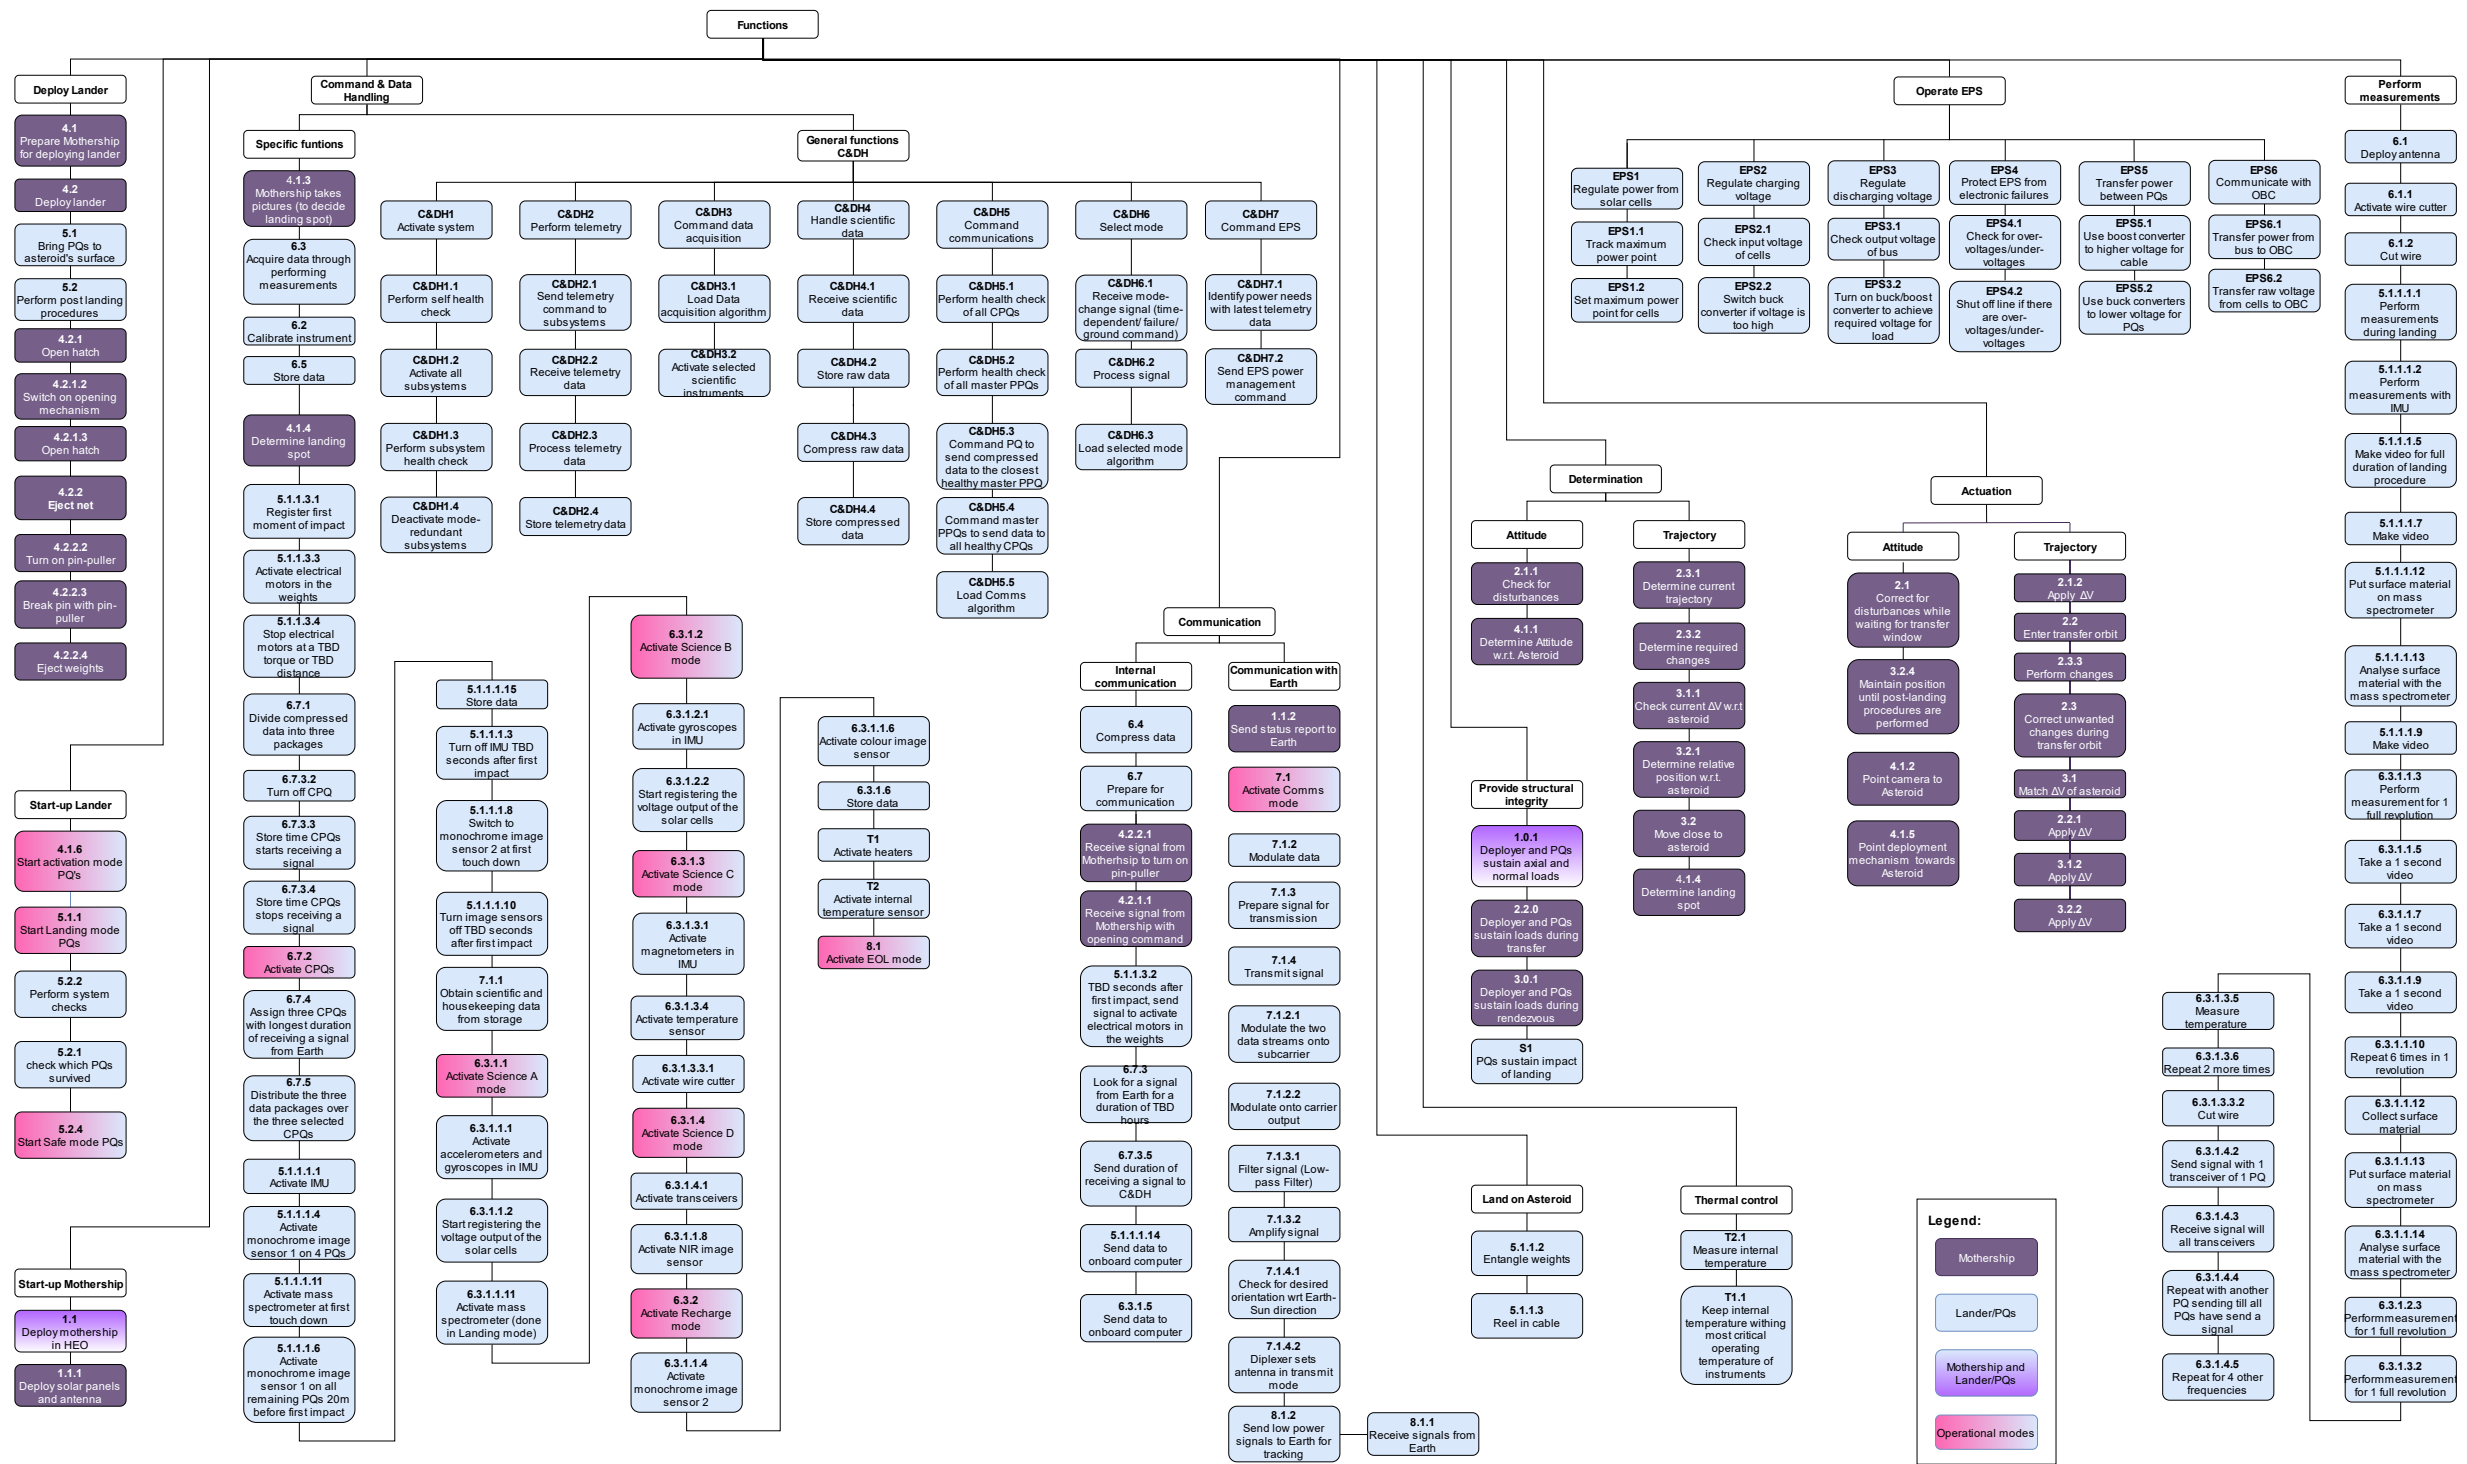 Functions
Deploy Lander
4.1
Prepare Mothership
for deploying lander
4.2
Deploy lander
5.1
Bring PQs to
asteroid's surface
5.2
Perform post landing
procedures
4.2.1
Open hatch
4.2.1.2
Switch on opening
mechanism
4.2.1.3
Open hatch
4.2.2
Eject net
4.2.2.2
Turn on pin-puller
4.2.2.3
Break pin with pin-
puller
4.2.2.4
Eject weights
Start-up Lander
4.1.6
Start activation mode
PQ's
5.1.1
Start Landing mode
PQs
5.2.2
Perform system
checks
5.2.1
check which PQs
survived
5.2.4
Start Safe mode PQs
Start-up Mothership
1.1
Deploy mothership
in HEO
1.1.1
Deploy solar panels
and antenna
Command & Data
Handling
Specific funtions
4.1.3
Mothership takes
pictures (to decide
landing spot)
6.3
Acquire data through
performing
measurements
6.2
Calibrate instrument
6.5
Store data
4.1.4
Determine landing
spot
5.1.1.3.1
Register first
moment of impact
5.1.1.3.3
Activate electrical
motors in the
weights
5.1.1.3.4
Stop electrical
motors at a TBD
torque or TBD
distance
6.7.1
Divide compressed
data into three
packages
6.7.3.2
Turn off CPQ
6.7.3.3
Store time CPQs
starts receiving a
signal
6.7.3.4
Store time CPQs
stops receiving a
signal
6.7.2
Activate CPQs
6.7.4
Assign three CPQs
with longest duration
of receiving a signal
from Earth
6.7.5
Distribute the three
data packages over
the three selected
CPQs
5.1.1.1.1
Activate IMU
5.1.1.1.4
Activate
monochrome image
sensor 1 on 4 PQs
5.1.1.1.11
Activate mass
spectrometer at first
touch down
5.1.1.1.6
Activate
monochrome image
sensor 1 on all
remaining PQs 20m
before first impact
5.1.1.1.15
Store data
5.1.1.1.3
Turn off IMU TBD
seconds after first
impact
5.1.1.1.8
Switch to
monochrome image
sensor 2 at first
touch down
5.1.1.1.10
Turn image sensors
off TBD seconds
after first impact
7.1.1
Obtain scientific and
housekeeping data
from storage
6.3.1.1
Activate Science A
mode
6.3.1.1.1
Activate
accelerometers and
gyroscopes in IMU
6.3.1.1.2
Start registering the
voltage output of the
solar cells
6.3.1.1.11
Activate mass
spectrometer (done
in Landing mode)
6.3.1.2
Activate Science B
mode
6.3.1.2.1
Activate gyroscopes
in IMU
6.3.1.2.2
Start registering the
voltage output of the
solar cells
6.3.1.3
Activate Science C
mode
6.3.1.3.1
Activate
magnetometers in
IMU
6.3.1.3.4
Activate temperature
sensor
6.3.1.3.3.1
Activate wire cutter
6.3.1.4
Activate Science D
mode
6.3.1.4.1
Activate transceivers
6.3.1.1.8
Activate NIR image
sensor
6.3.2
Activate Recharge
mode
6.3.1.1.4
Activate
monochrome image
sensor 2
6.3.1.1.6
Activate colour image
sensor
6.3.1.6
Store data
T1
Activate heaters
T2
Activate internal
temperature sensor
8.1
Activate EOL mode
General functions
C&DH
C&DH1
Activate system
C&DH1.1
Perform self health
check
C&DH1.2
Activate all
subsystems
C&DH1.3
Perform subsystem
health check
C&DH1.4
Deactivate mode-
redundant
subsystems
C&DH2
Perform telemetry
C&DH2.1
Send telemetry
command to
subsystems
C&DH2.2
Receive telemetry
data
C&DH2.3
Process telemetry
data
C&DH2.4
Store telemetry data
C&DH3
Command data
acquisition
C&DH3.1
Load Data
acquisition algorithm
C&DH3.2
Activate selected
scientific
instruments
C&DH4
Handle scientific
data
C&DH4.1
Receive scientific
data
C&DH4.2
Store raw data
C&DH4.3
Compress raw data
C&DH4.4
Store compressed
data
C&DH5
Command
communications
C&DH5.1
Perform health check
of all CPQs
C&DH5.2
Perform health check
of all master PPQs
C&DH5.3
Command PQ to
send compressed
data to the closest
healthy master PPQ
C&DH5.4
Command master
PPQs to send data to
all healthy CPQs
C&DH5.5
Load Comms
algorithm
C&DH6
Select mode
C&DH6.1
Receive mode-
change signal (time-
dependent/ failure/
ground command)
C&DH6.2
Process signal
C&DH6.3
Load selected mode
algorithm
C&DH7
Command EPS
C&DH7.1
Identify power needs
with latest telemetry
data
C&DH7.2
Send EPS power
management
command
Communication
Internal
communication
6.4
Compress data
6.7
Prepare for
communication
4.2.2.1
Receive signal from
Motherhsip to turn on
pin-puller
4.2.1.1
Receive signal from
Mothership with
opening command
5.1.1.3.2
TBD seconds after
first impact, send
signal to activate
electrical motors in
the weights
6.7.3
Look for a signal
from Earth for a
duration of TBD
hours
6.7.3.5
Send duration of
receiving a signal to
C&DH
5.1.1.1.14
Send data to
onboard computer
6.3.1.5
Send data to
onboard computer
Communication with
Earth
1.1.2
Send status report to
Earth
7.1
Activate Comms
mode
7.1.2
Modulate data
7.1.3
Prepare signal for
transmission
7.1.4
Transmit signal
7.1.2.1
Modulate the two
data streams onto
subcarrier
7.1.2.2
Modulate onto carrier
output
7.1.3.1
Filter signal (Low-
pass Filter)
7.1.3.2
Amplify signal
7.1.4.1
Check for desired
orientation wrt Earth-
Sun direction
7.1.4.2
Diplexer sets
antenna in transmit
mode
8.1.2
Send low power
signals to Earth for
tracking
8.1.1
Receive signals from
Earth
Land on Asteroid
5.1.1.2
Entangle weights
5.1.1.3
Reel in cable
Thermal control
T2.1
Measure internal
temperature
T1.1
Keep internal
temperature withing
most critical
operating
temperature of
instruments
Provide structural
integrity
1.0.1
Deployer and PQs
sustain axial and
normal loads
2.2.0
Deployer and PQs
sustain loads during
transfer
3.0.1
Deployer and PQs
sustain loads during
rendezvous
S1
PQs sustain impact
of landing
Determination
Attitude
2.1.1
Check for
disturbances
4.1.1
Determine Attitude
w.r.t. Asteroid
Trajectory
2.3.1
Determine current
trajectory
2.3.2
Determine required
changes
3.1.1
Check current ΔV w.r.t
asteroid
3.2.1
Determine relative
position w.r.t.
asteroid
3.2
Move close to
asteroid
4.1.4
Determine landing
spot
Actuation
Attitude
2.1
Correct for
disturbances while
waiting for transfer
window
3.2.4
Maintain position
until post-landing
procedures are
performed
4.1.2
Point camera to
Asteroid
4.1.5
Point deployment
mechanism towards
Asteroid
Trajectory
2.1.2
Apply ΔV
2.2
Enter transfer orbit
2.3.3
Perform changes
2.3
Correct unwanted
changes during
transfer orbit
3.1
Match ΔV of asteroid
2.2.1
Apply ΔV
3.1.2
Apply ΔV
3.2.2
Apply ΔV
Operate EPS
EPS1
Regulate power from
solar cells
EPS1.1
Track maximum
power point
EPS1.2
Set maximum power
point for cells
EPS2
Regulate charging
voltage
EPS2.1
Check input voltage
of cells
EPS2.2
Switch buck
converter if voltage is
too high
EPS3
Regulate
discharging voltage
EPS3.1
Check output voltage
of bus
EPS3.2
Turn on buck/boost
converter to achieve
required voltage for
load
EPS4
Protect EPS from
electronic failures
EPS4.1
Check for over-
voltages/under-
voltages
EPS4.2
Shut off line if there
are over-
voltages/under-
voltages
EPS5
Transfer power
between PQs
EPS5.1
Use boost converter
to higher voltage for
cable
EPS5.2
Use buck converters
to lower voltage for
PQs
EPS6
Communicate with
OBC
EPS6.1
Transfer power from
bus to OBC
EPS6.2
Transfer raw voltage
from cells to OBC
Perform
measurements
6.1
Deploy antenna
6.1.1
Activate wire cutter
6.1.2
Cut wire
5.1.1.1.1
Perform
measurements
during landing
5.1.1.1.2
Perform
measurements with
IMU
5.1.1.1.5
Make video for full
duration of landing
procedure
5.1.1.1.7
Make video
5.1.1.1.12
Put surface material
on mass
spectrometer
5.1.1.1.13
Analyse surface
material with the
mass spectrometer
5.1.1.1.9
Make video
6.3.1.1.3
Perform
measurement for 1
full revolution
6.3.1.1.5
Take a 1 second
video
6.3.1.1.7
Take a 1 second
video
6.3.1.1.9
Take a 1 second
video
6.3.1.1.10
Repeat 6 times in 1
revolution
6.3.1.1.12
Collect surface
material
6.3.1.1.13
Put surface material
on mass
spectrometer
6.3.1.1.14
Analyse surface
material with the
mass spectrometer
6.3.1.2.3
Perform measurement
for 1 full revolution
6.3.1.3.2
Perform measurement
for 1 full revolution
6.3.1.3.5
Measure
temperature
6.3.1.3.6
Repeat 2 more times
6.3.1.3.3.2
Cut wire
6.3.1.4.2
Send signal with 1
transceiver of 1 PQ
6.3.1.4.3
Receive signal will
all transceivers
6.3.1.4.4
Repeat with another
PQ sending till all
PQs have send a
signal
6.3.1.4.5
Repeat for 4 other
frequencies
Legend:
Mothership
Lander/PQs
Mothership and
Lander/PQs
Operational modes